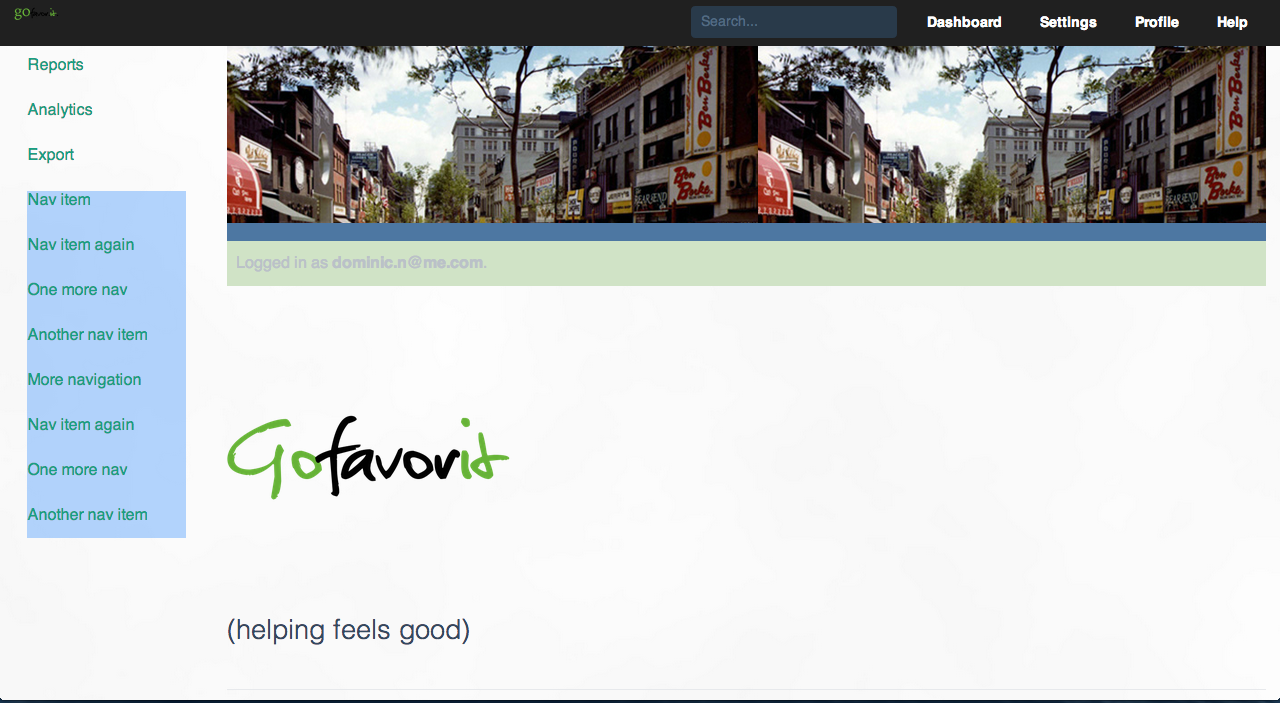 gofavorit
Search...
Dashboard
Settings
Profile
Help
Reports
Analytics
Export
Nav item
Nav item again
One more nav
Another nav item
More navigation
Nav item again
One more nav
Another nav item
Logged in as dominic.n@me.com.
Gofavorit
(helping feels good)